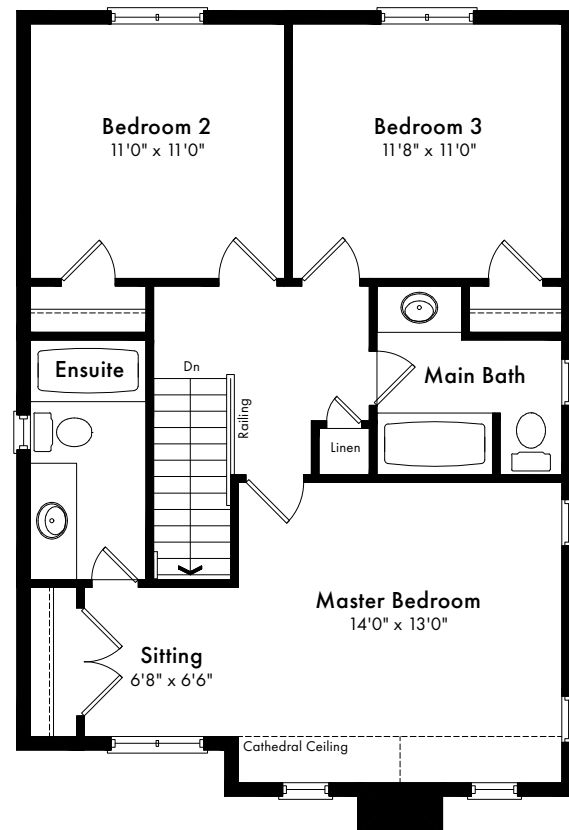 Bedroom 2
11'0" x 11'0"
Bedroom 3
11'8" x 11'0"
Ensuite
Dn
Railing
Main Bath
Linen
Master Bedroom
14'0" x 13'0"
Sitting
6'8" x 6'6"
Cathedral Ceiling